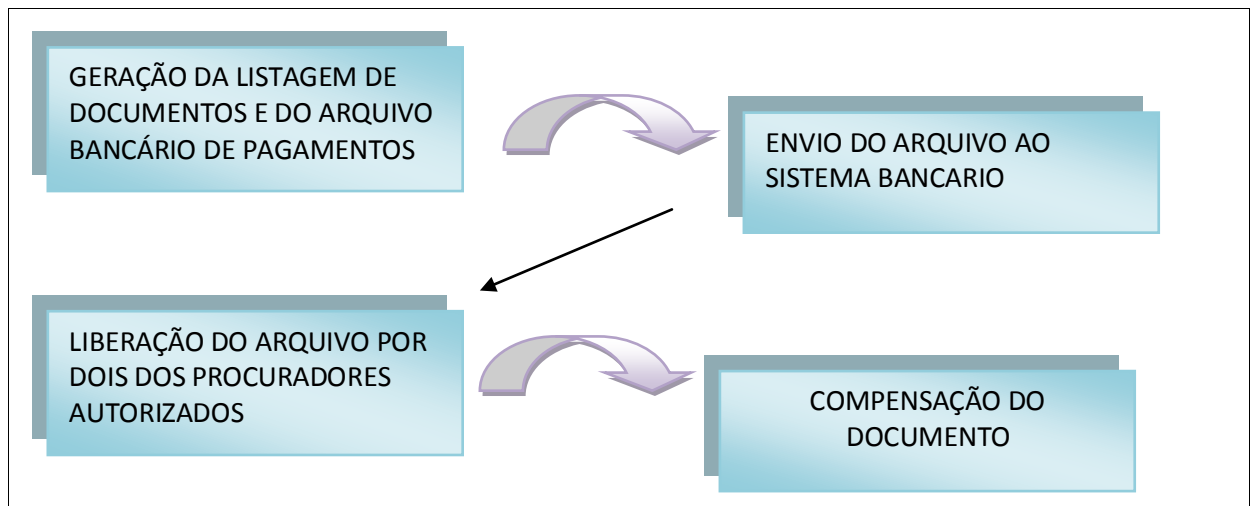 GERAÇÃO DA LISTAGEM DE
DOCUMENTOS E DO ARQUIVO
BANCÁRIO DE PAGAMENTOS
ENVIO DO ARQUIVO AO
SISTEMA BANCARIO
LIBERAÇÃO DO ARQUIVO POR
DOIS DOS PROCURADORES
AUTORIZADOS
COMPENSAÇÃO DO
DOCUMENTO